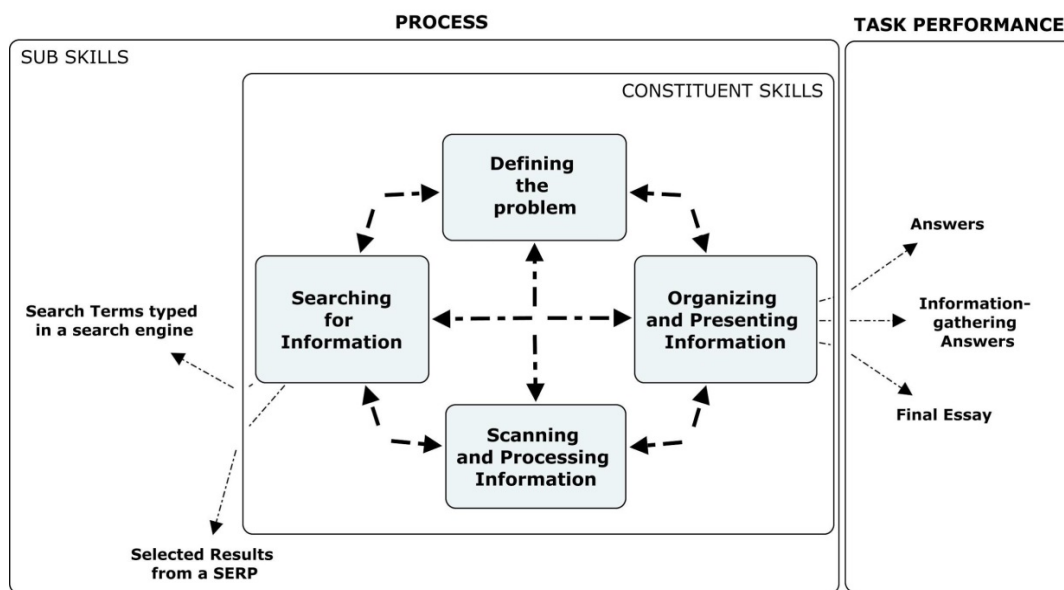 PROCESS
TASK PERFORMANCE
SUB SKILLS
CONSTITUENT SKILLS
Defining
the
problem
Searching
for
Information
Organizing
and Presenting
Information
Scanning
and Processing
Information
Search Terms typed
in a search engine
Selected Results
from a SERP
Answers
Information-
gathering
Answers
Final Essay